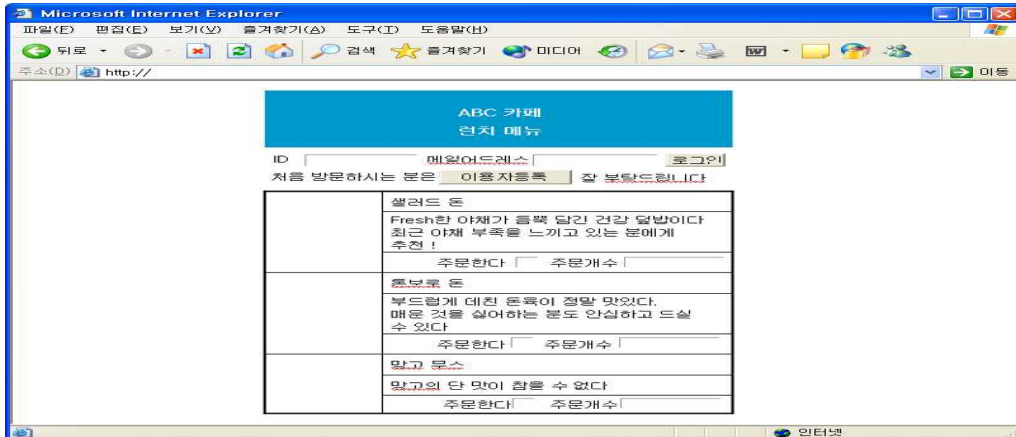 Microsoft Internet Explorer
파일(F) 편집(E) 보기(V) 즐겨찾기(A) 도구(T) 도움말(H)
뒤로 검색 즐겨찾기 미디어
주소(D) http:// 이동
ABC 카페
런치 메뉴
ID 메일어드레스 로그인
처음 방문하시는 분은 이용자등록 잘 부탁드립니다
샐러드 돈
Fresh한 야채가 듬뿍 담긴 건강 덮밥이다
최근 야채 부족을 느끼고 있는 분에게
추천 !
주문한다 주문개수
톤보로 돈
부드럽게 데친 돈육이 정말 맛있다.
매운 것을 싫어하는 분도 안심하고 드실
수 있다
주문한다 주문개수
맞고 무스
맞고의 단 맛이 참을 수 없다
주문한다 주문개수
인터넷